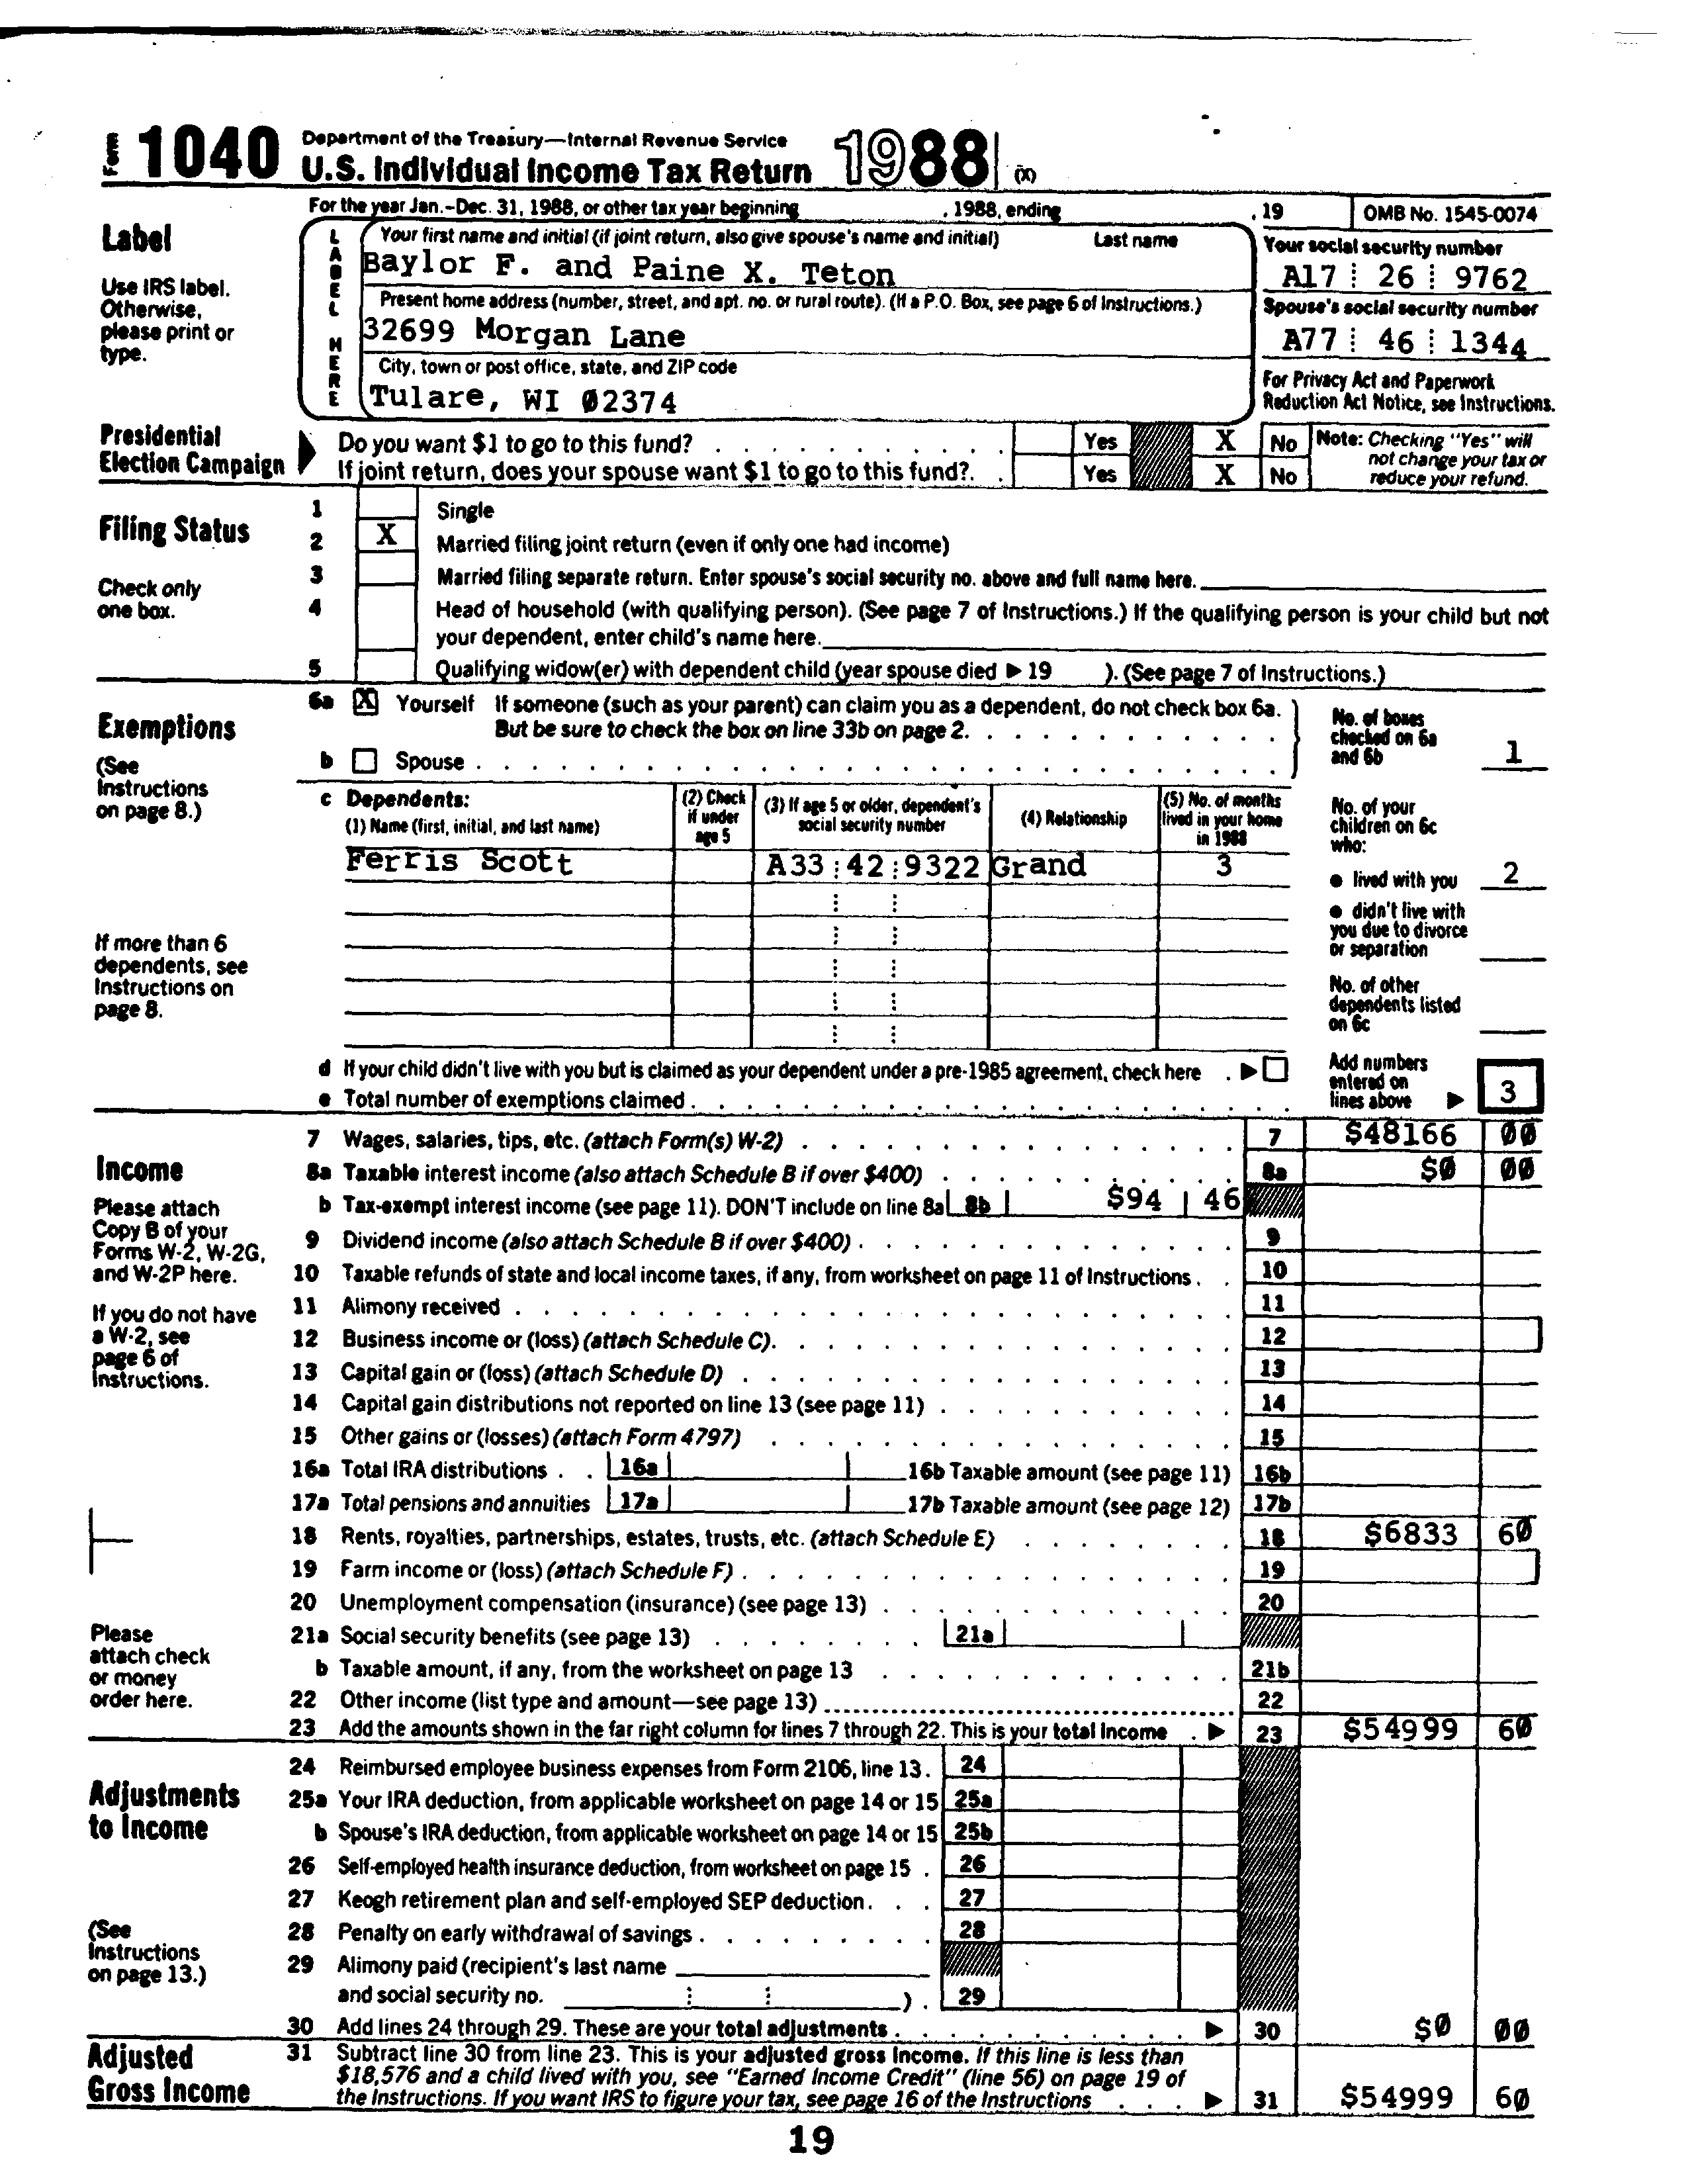 Form 1040 Department of the Treasury—Internal Revenue Service
U.S. Individual Income Tax Return 1988 (X)
For the year Jan.-Dec. 31, 1988, or other tax year beginning , 1988, ending , 19 OMB No. 1545-0074
Label
Use IRS label. Otherwise, please print or type.
LABEL HERE
Your first name and initial (if joint return, also give spouse's name and initial) Last name
Baylor F. and Paine X. Teton
Your social security number
A17 26 9762
Present home address (number, street, and apt. no. or rural route). (If a P.O. Box, see page 6 of Instructions.)
32699 Morgan Lane
Spouse's social security number
A77 46 1344
City, town or post office, state, and ZIP code
Tulare, WI 02374
For Privacy Act and Paperwork Reduction Act Notice, see Instructions.
Presidential Election Campaign
Do you want $1 to go to this fund? Yes X No
If joint return, does your spouse want $1 to go to this fund? Yes X No
Note: Checking "Yes" will not change your tax or reduce your refund.
Filing Status
Check only one box.
1 Single
2 X Married filing joint return (even if only one had income)
3 Married filing separate return. Enter spouse's social security no. above and full name here.
4 Head of household (with qualifying person). (See page 7 of Instructions.) If the qualifying person is your child but not
your dependent, enter child's name here.
5 Qualifying widow(er) with dependent child (year spouse died ▶ 19 ). (See page 7 of Instructions.)
Exemptions
(See Instructions on page 8.)
6a X Yourself If someone (such as your parent) can claim you as a dependent, do not check box 6a.
But be sure to check the box on line 33b on page 2.
b Spouse
No. of boxes checked on 6a and 6b 1
c Dependents:
(1) Name (first, initial, and last name)
(2) Check if under age 5
(3) If age 5 or older, dependent's social security number
(4) Relationship
(5) No. of months lived in your home in 1988
Ferris Scott A33 42 9322 Grand 3
No. of your children on 6c who:
● lived with you 2
● didn't live with you due to divorce or separation
No. of other dependents listed on 6c
If more than 6 dependents, see Instructions on page 8.
d If your child didn't live with you but is claimed as your dependent under a pre-1985 agreement, check here ▶
e Total number of exemptions claimed
Add numbers entered on lines above ▶ 3
Income
Please attach Copy B of your Forms W-2, W-2G, and W-2P here.
If you do not have a W-2, see page 6 of Instructions.
Please attach check or money order here.
7 Wages, salaries, tips, etc. (attach Form(s) W-2) 7 $48166 00
8a Taxable interest income (also attach Schedule B if over $400) 8a $0 00
b Tax-exempt interest income (see page 11). DON'T include on line 8a 8b $94 46
9 Dividend income (also attach Schedule B if over $400) 9
10 Taxable refunds of state and local income taxes, if any, from worksheet on page 11 of Instructions 10
11 Alimony received 11
12 Business income or (loss) (attach Schedule C) 12
13 Capital gain or (loss) (attach Schedule D) 13
14 Capital gain distributions not reported on line 13 (see page 11) 14
15 Other gains or (losses) (attach Form 4797) 15
16a Total IRA distributions 16a 16b Taxable amount (see page 11) 16b
17a Total pensions and annuities 17a 17b Taxable amount (see page 12) 17b
18 Rents, royalties, partnerships, estates, trusts, etc. (attach Schedule E) 18 $6833 60
19 Farm income or (loss) (attach Schedule F) 19
20 Unemployment compensation (insurance) (see page 13) 20
21a Social security benefits (see page 13) 21a
b Taxable amount, if any, from the worksheet on page 13 21b
22 Other income (list type and amount—see page 13) 22
23 Add the amounts shown in the far right column for lines 7 through 22. This is your total income ▶ 23 $54999 60
Adjustments to Income
(See Instructions on page 13.)
24 Reimbursed employee business expenses from Form 2106, line 13 24
25a Your IRA deduction, from applicable worksheet on page 14 or 15 25a
b Spouse's IRA deduction, from applicable worksheet on page 14 or 15 25b
26 Self-employed health insurance deduction, from worksheet on page 15 26
27 Keogh retirement plan and self-employed SEP deduction 27
28 Penalty on early withdrawal of savings 28
29 Alimony paid (recipient's last name
and social security no. ) 29
30 Add lines 24 through 29. These are your total adjustments ▶ 30 $0 00
Adjusted Gross Income
31 Subtract line 30 from line 23. This is your adjusted gross income. If this line is less than
$18,576 and a child lived with you, see "Earned Income Credit" (line 56) on page 19 of
the Instructions. If you want IRS to figure your tax, see page 16 of the Instructions ▶ 31 $54999 60
19